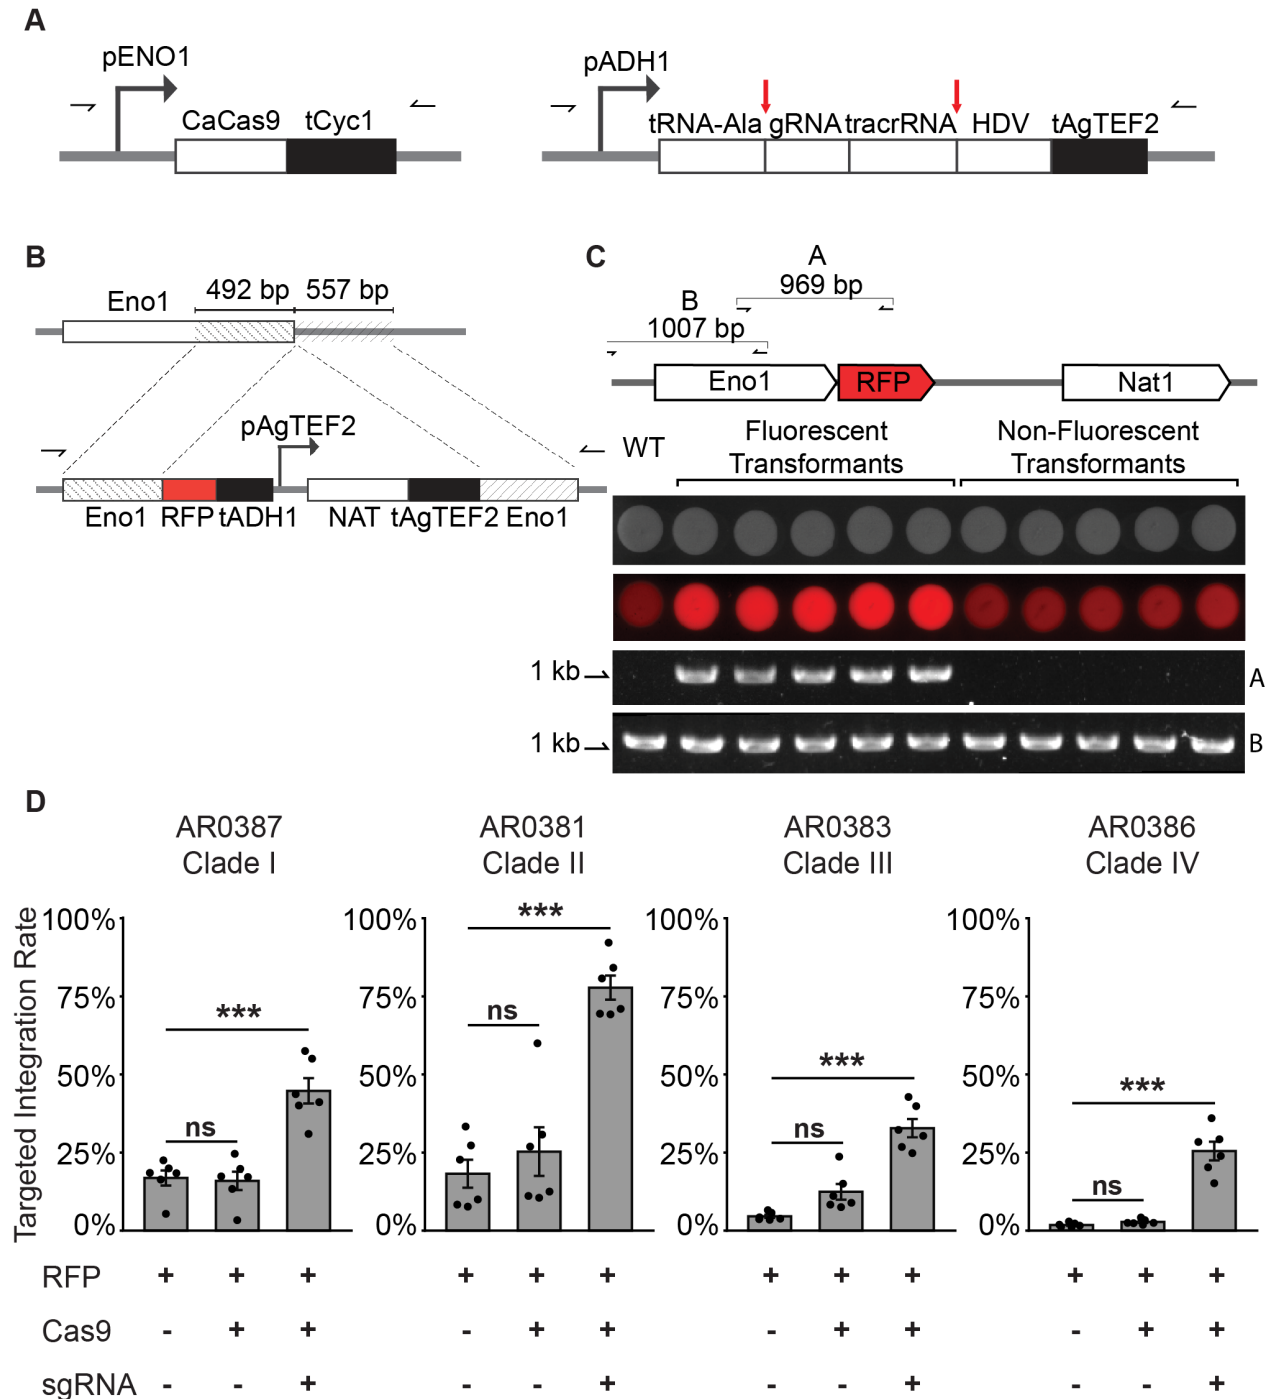 A
pENO1
CaCas9 tCyc1
pADH1
tRNA-Ala gRNA tracrRNA HDV tAgTEF2
B
Eno1 492 bp 557 bp
pAgTEF2
Eno1 RFP tADH1 NAT tAgTEF2 Eno1
C
A
969 bp
B
1007 bp
Eno1 RFP Nat1
WT
Fluorescent
Transformants
Non-Fluorescent
Transformants
1 kb A
1 kb B
D
AR0387
Clade I
AR0381
Clade II
AR0383
Clade III
AR0386
Clade IV
Targeted Integration Rate
100%
75%
50%
25%
0%
ns
***
100%
75%
50%
25%
0%
ns
***
100%
75%
50%
25%
0%
ns
***
100%
75%
50%
25%
0%
ns
***
RFP + + + + + + + + + + + +
Cas9 - + + - + + - + + - + +
sgRNA - - + - - + - - + - - +